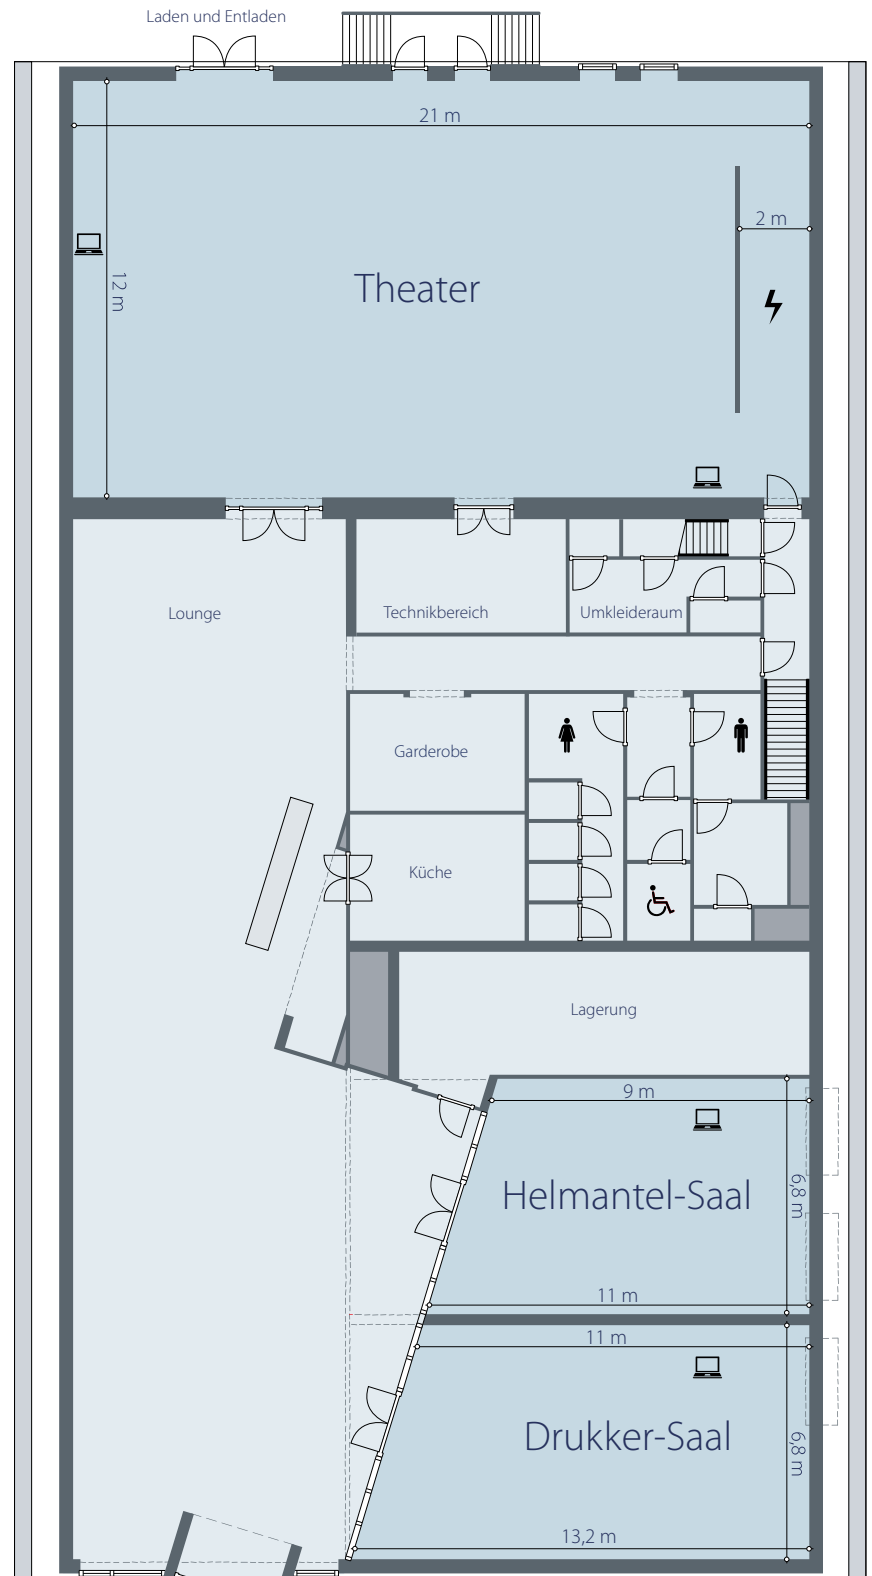 Laden und Entladen
21 m
2 m
12 m
Theater
Lounge
Technikbereich
Umkleideraum
Garderobe
Küche
Lagerung
9 m
Helmantel-Saal
6,8 m
11 m
11 m
Drukker-Saal
6,8 m
13,2 m